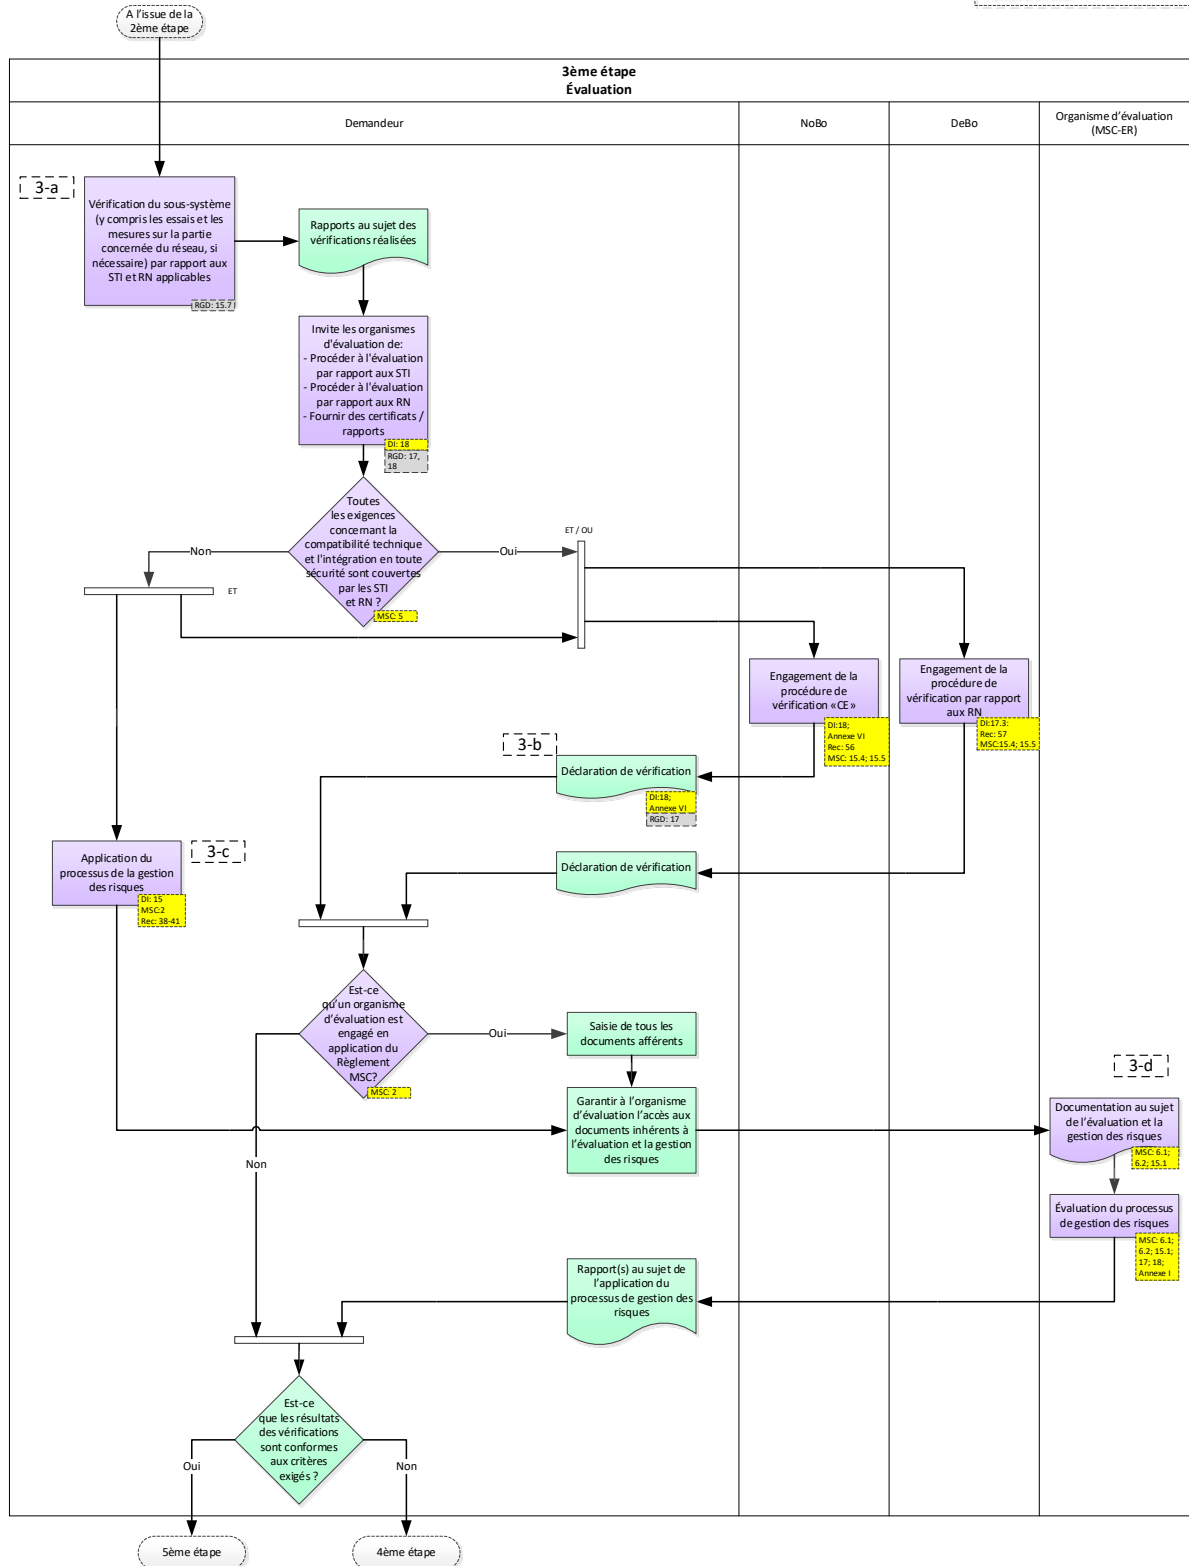 A l'issue de la
2ème étape
3ème étape
Évaluation
Demandeur
NoBo
DeBo
Organisme d'évaluation
(MSC-ER)
3-a
Vérification du sous-système
(y compris les essais et les
mesures sur la partie
concernée du réseau, si
nécessaire) par rapport aux
STI et RN applicables
RGD: 15.7
Rapports au sujet des
vérifications réalisées
Invite les organismes
d'évaluation de:
- Procéder à l'évaluation
par rapport aux STI
- Procéder à l'évaluation
par rapport aux RN
- Fournir des certificats /
rapports
DI: 18
RGD: 17,
18
Toutes
les exigences
concernant la
compatibilité technique
et l'intégration en toute
sécurité sont couvertes
par les STI
et RN ?
MSC: 5
Non
Oui
ET / OU
ET
Engagement de la
procédure de
vérification «CE»
DI:18;
Annexe VI
Rec: 56
MSC: 15.4; 15.5
Engagement de la
procédure de
vérification par rapport
aux RN
DI:17.3:
Rec: 57
MSC:15.4; 15.5
3-b
Déclaration de vérification
DI:18;
Annexe VI
RGD: 17
3-c
Application du
processus de la gestion
des risques
DI: 15
MSC:2
Rec: 38-41
Déclaration de vérification
Est-ce
qu'un organisme
d'évaluation est
engagé en
application du
Règlement
MSC?
MSC: 2
Oui
Non
Saisie de tous les
documents afférents
Garantir à l'organisme
d'évaluation l'accès aux
documents inhérents à
l'évaluation et la gestion
des risques
3-d
Documentation au sujet
de l'évaluation et la
gestion des risques
MSC: 6.1;
6.2; 15.1
Évaluation du processus
de gestion des risques
MSC: 6.1;
6.2; 15.1;
17; 18;
Annexe I
Rapport(s) au sujet de
l'application du
processus de gestion des
risques
Est-ce
que les résultats
des vérifications
sont conformes
aux critères
exigés ?
Oui
Non
5ème étape
4ème étape